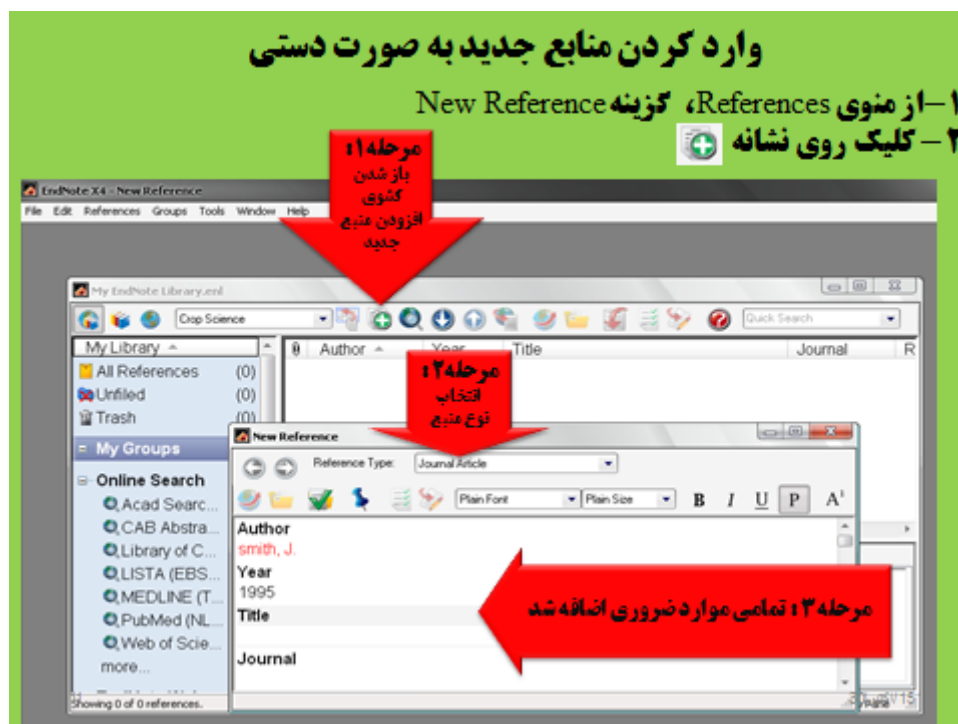 وارد کردن منابع جدید به صورت دستی
۱–از منوی References، گزینه New Reference
۲– کلیک روی نشانه
مرحله۱:
باز شدن
کشوی
افزودن منبع
جدید
EndNote X4 - New Reference
File Edit References Groups Tools Window Help
My EndNote Library.enl
Crop Science
Quick Search
My Library
Author Year Title Journal R
All References (0)
Unfiled (0)
Trash (0)
مرحله۲:
انتخاب
نوع منبع
My Groups
New Reference
Reference Type: Journal Article
Online Search
Acad Searc...
CAB Abstra...
Library of C...
LISTA (EBS...
MEDLINE (T...
PubMed (NL...
Web of Scie...
more...
Plain Font Plain Size B I U P A¹
Author
smith, J.
Year
1995
Title
Journal
مرحله۳: تمامی موارد ضروری اضافه شد
Showing 0 of 0 references.